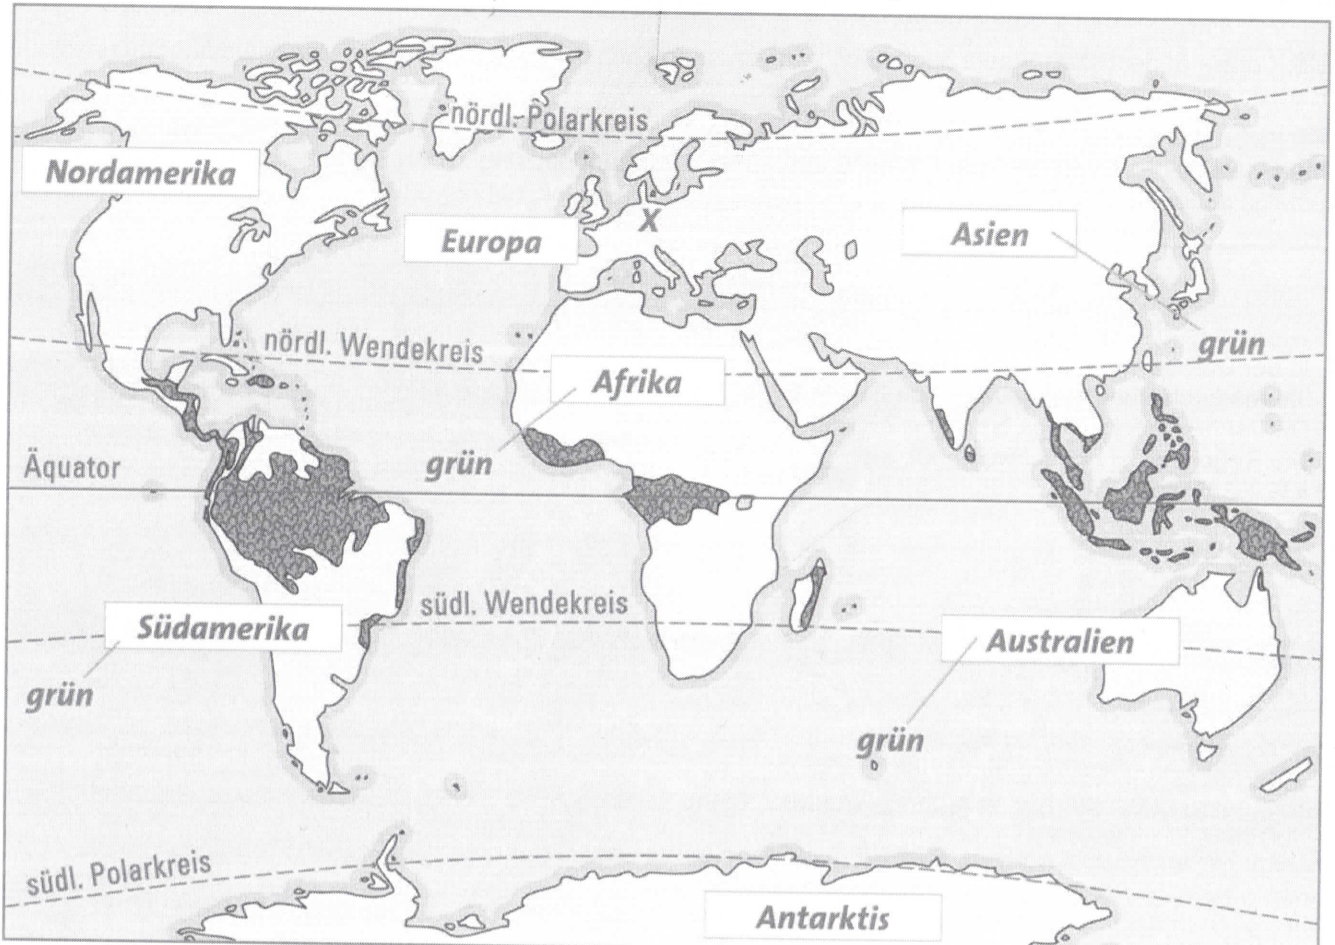 nördl. Polarkreis
Nordamerika
Europa
X
Asien
nördl. Wendekreis
grün
Afrika
Äquator
grün
südl. Wendekreis
Südamerika
Australien
grün
grün
südl. Polarkreis
Antarktis